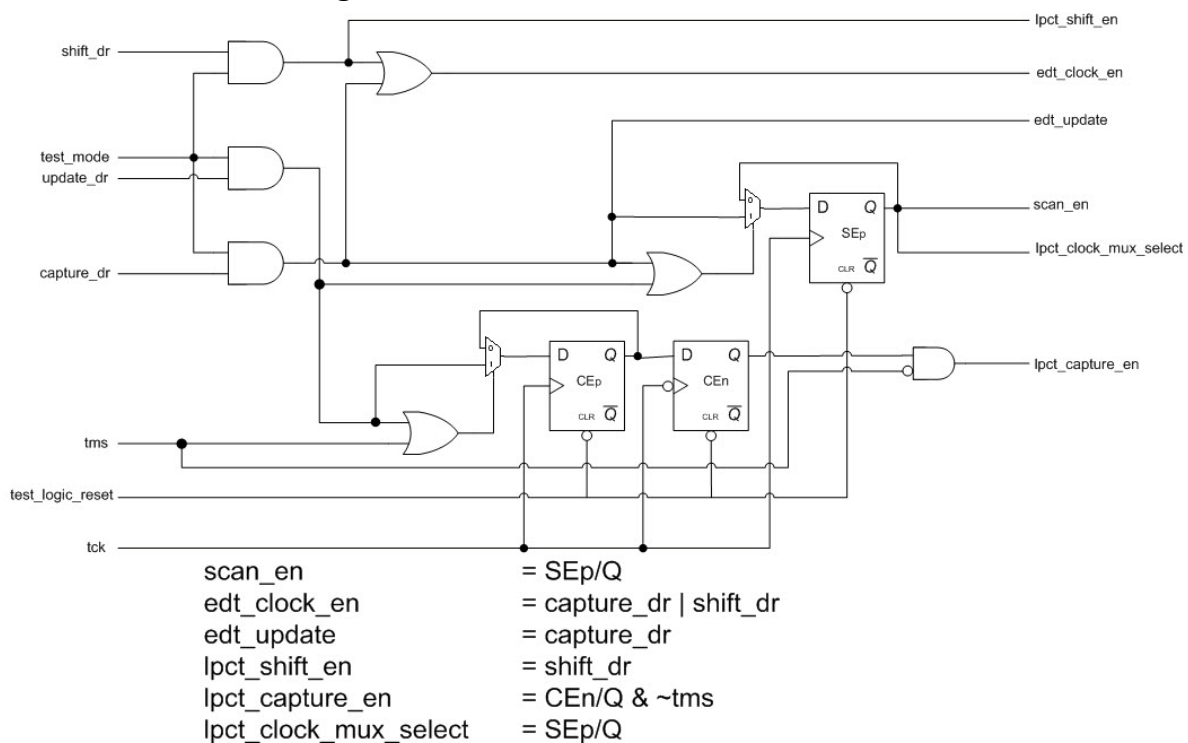 lpct_shift_en
shift_dr
edt_clock_en
edt_update
test_mode
update_dr
0
1
D Q
SEp
CLR Q
scan_en
lpct_clock_mux_select
capture_dr
0
1
D Q
CEp
CLR Q
D Q
CEn
CLR Q
lpct_capture_en
tms
test_logic_reset
tck
scan_en = SEp/Q
edt_clock_en = capture_dr | shift_dr
edt_update = capture_dr
lpct_shift_en = shift_dr
lpct_capture_en = CEn/Q & ~tms
lpct_clock_mux_select = SEp/Q